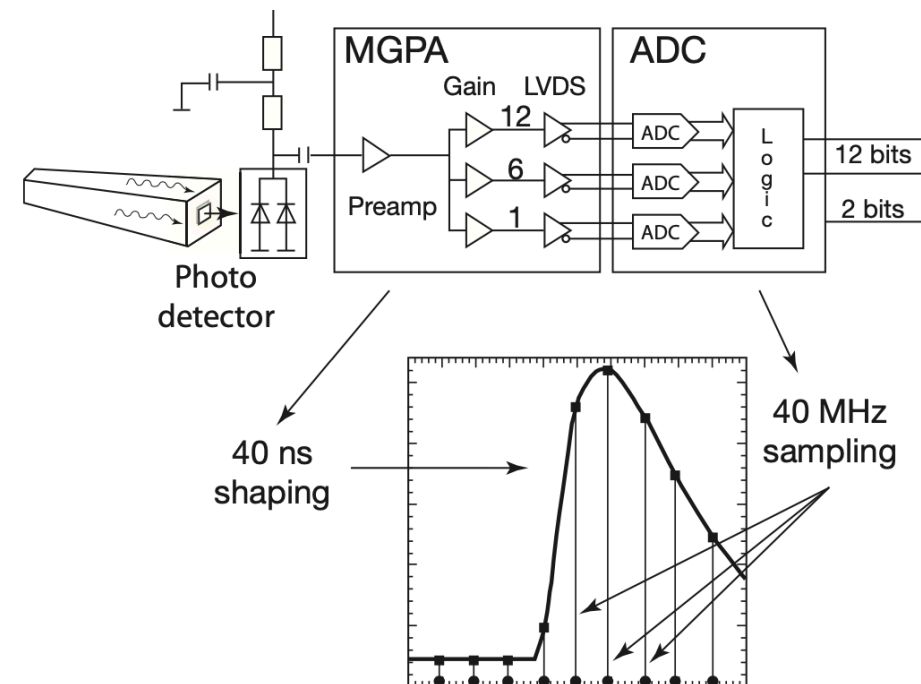 MGPA
ADC
Gain
LVDS
12
6
1
Preamp
ADC
ADC
ADC
Logic
12 bits
2 bits
Photo
detector
40 ns
shaping
40 MHz
sampling